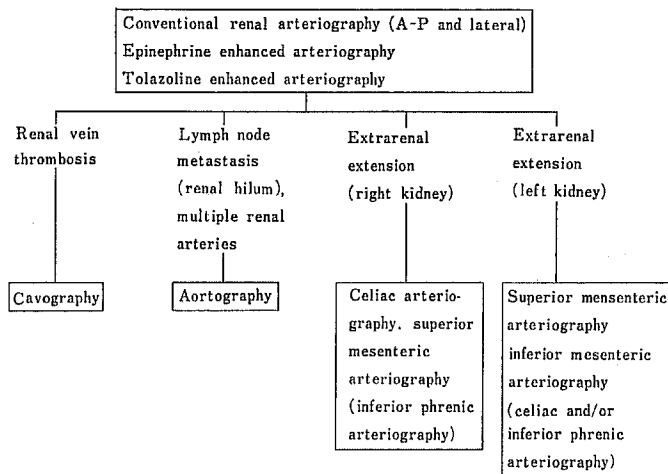 Conventional renal arteriography (A-P and lateral)
Epinephrine enhanced arteriography
Tolazoline enhanced arteriography
Renal vein
thrombosis
Cavography
Lymph node
metastasis
(renal hilum),
multiple renal
arteries
Aortography
Extrarenal
extension
(right kidney)
Celiac arterio-
graphy. superior
mesenteric
arteriography
(inferior phrenic
arteriography)
Extrarenal
extension
(left kidney)
Superior mensenteric
arteriography
inferior mesenteric
arteriography
(celiac and/or
inferior phrenic
arteriography)